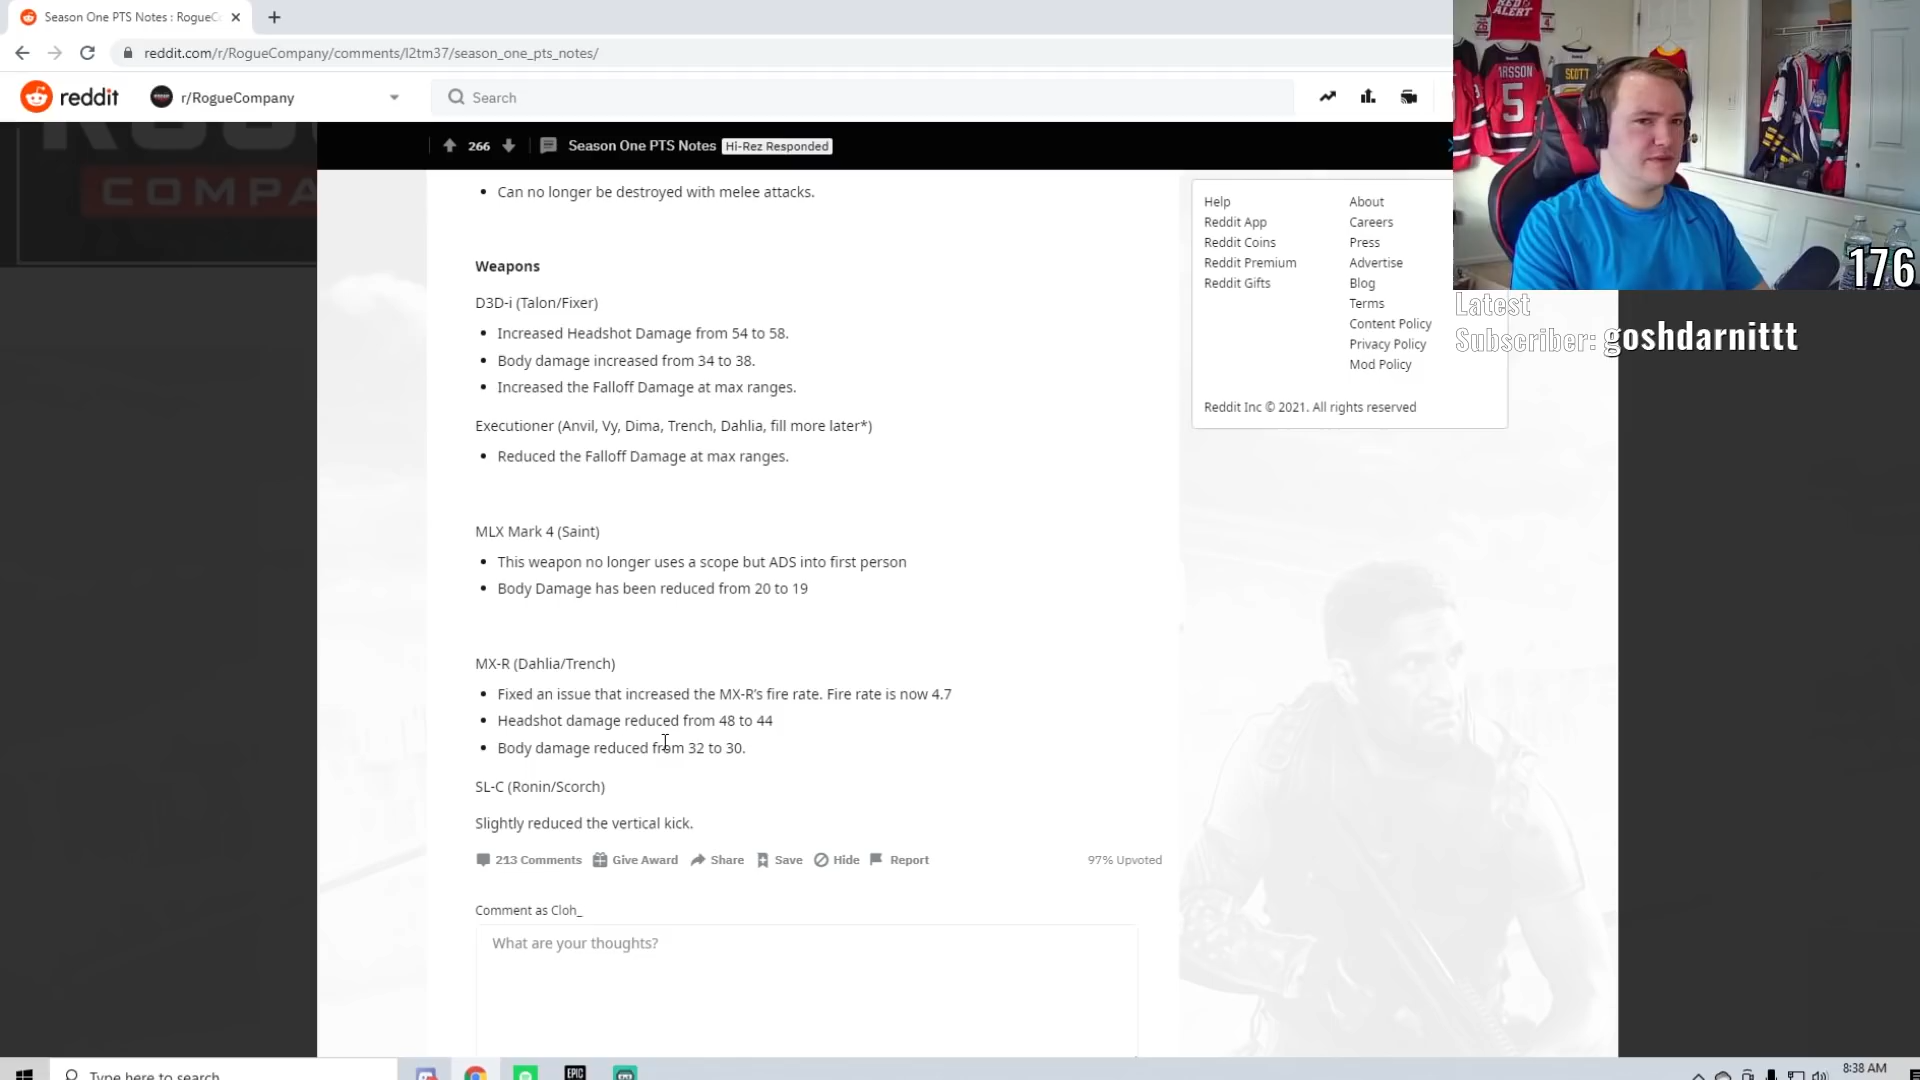 Season One PTS Notes : RogueC
reddit.com/r/RogueCompany/comments/l2tm37/season_one_pts_notes/
reddit r/RogueCompany Search
266 Season One PTS Notes Hi-Rez Responded
COMPA
Can no longer be destroyed with melee attacks.
Weapons
D3D-i (Talon/Fixer)
Increased Headshot Damage from 54 to 58.
Body damage increased from 34 to 38.
Increased the Falloff Damage at max ranges.
Executioner (Anvil, Vy, Dima, Trench, Dahlia, fill more later*)
Reduced the Falloff Damage at max ranges.
MLX Mark 4 (Saint)
This weapon no longer uses a scope but ADS into first person
Body Damage has been reduced from 20 to 19
MX-R (Dahlia/Trench)
Fixed an issue that increased the MX-R's fire rate. Fire rate is now 4.7
Headshot damage reduced from 48 to 44
Body damage reduced from 32 to 30.
SL-C (Ronin/Scorch)
Slightly reduced the vertical kick.
213 Comments Give Award Share Save Hide Report 97% Upvoted
Comment as Cloh_
What are your thoughts?
Help About
Reddit App Careers
Reddit Coins Press
Reddit Premium Advertise
Reddit Gifts Blog
Terms
Content Policy
Privacy Policy
Mod Policy
Reddit Inc © 2021. All rights reserved
RED ALERT
5
SCOTT
176
Latest
Subscriber: goshdarnittt
Type here to search
EPIC
8:38 AM